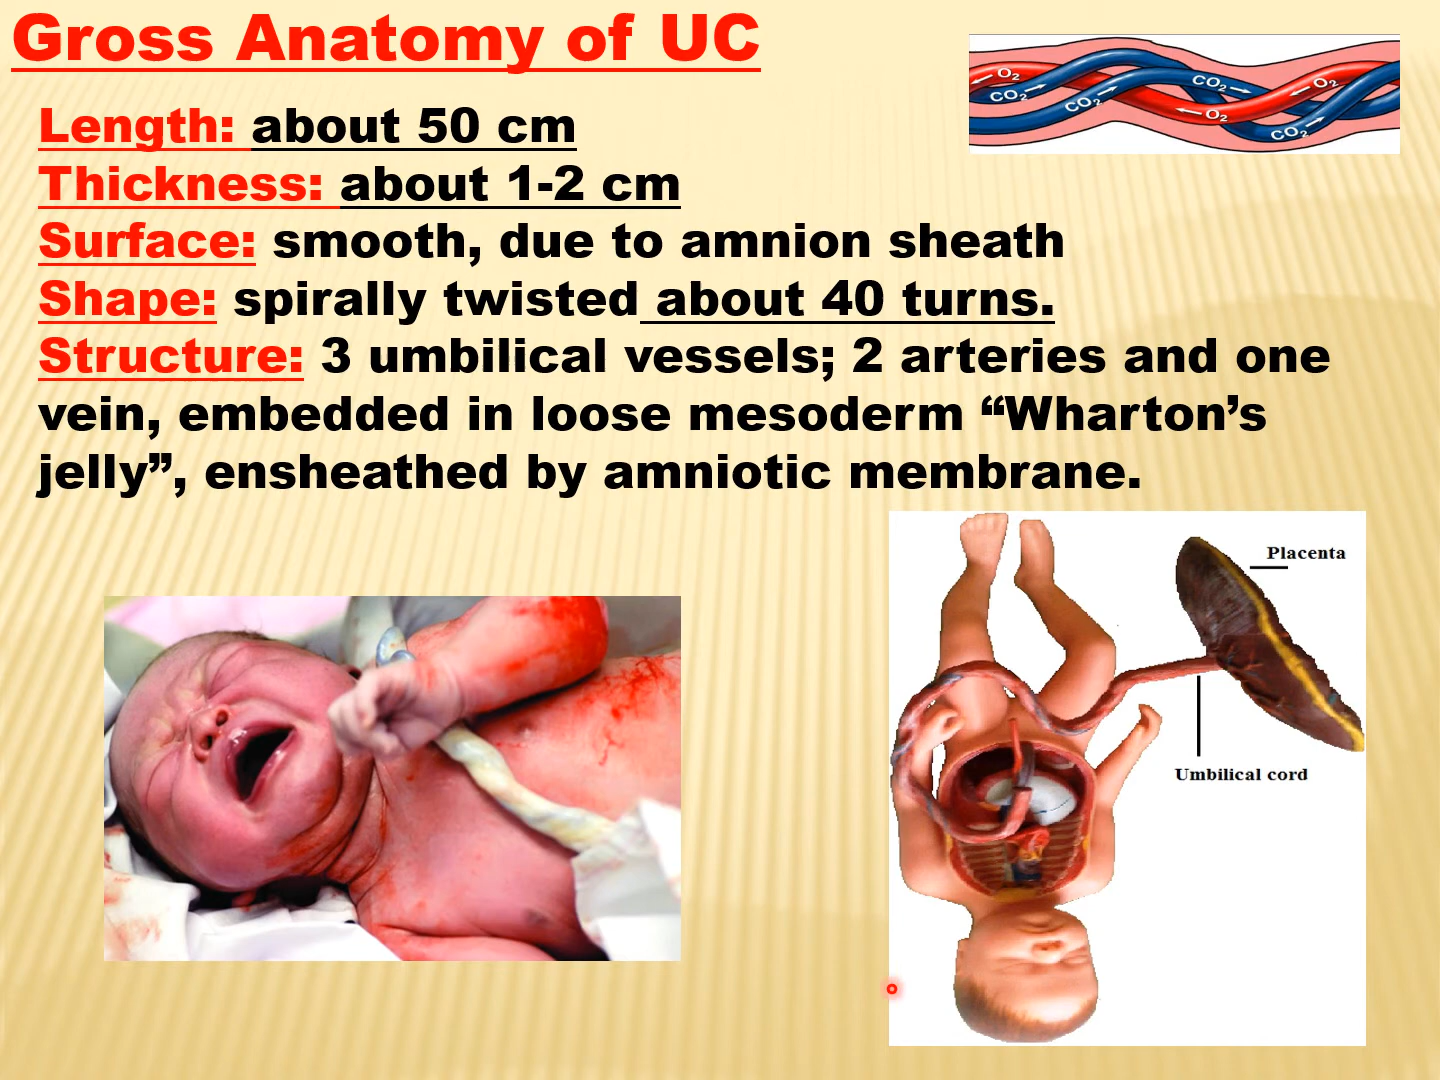 Gross Anatomy of UC
O₂
CO₂
CO₂
CO₂
O₂
O₂
CO₂
Length: about 50 cm
Thickness: about 1-2 cm
Surface: smooth, due to amnion sheath
Shape: spirally twisted about 40 turns.
Structure: 3 umbilical vessels; 2 arteries and one
vein, embedded in loose mesoderm “Wharton’s
jelly”, ensheathed by amniotic membrane.
Placenta
Umbilical cord